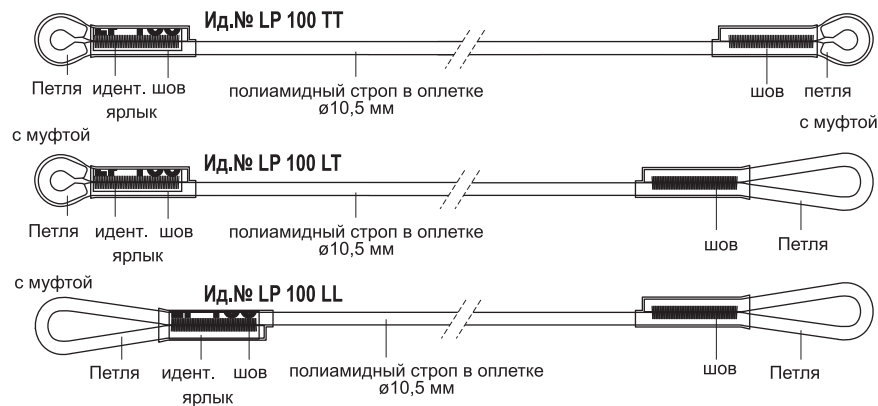 Ид.№ LP 100 TT
Петля идент. шов полиамидный строп в оплетке шов петля
ярлык ø10,5 мм
с муфтой с муфтой
Ид.№ LP 100 LT
Петля идент. шов полиамидный строп в оплетке шов Петля
ярлык ø10,5 мм
с муфтой
Ид.№ LP 100 LL
Петля идент. шов полиамидный строп в оплетке шов Петля
ярлык ø10,5 мм